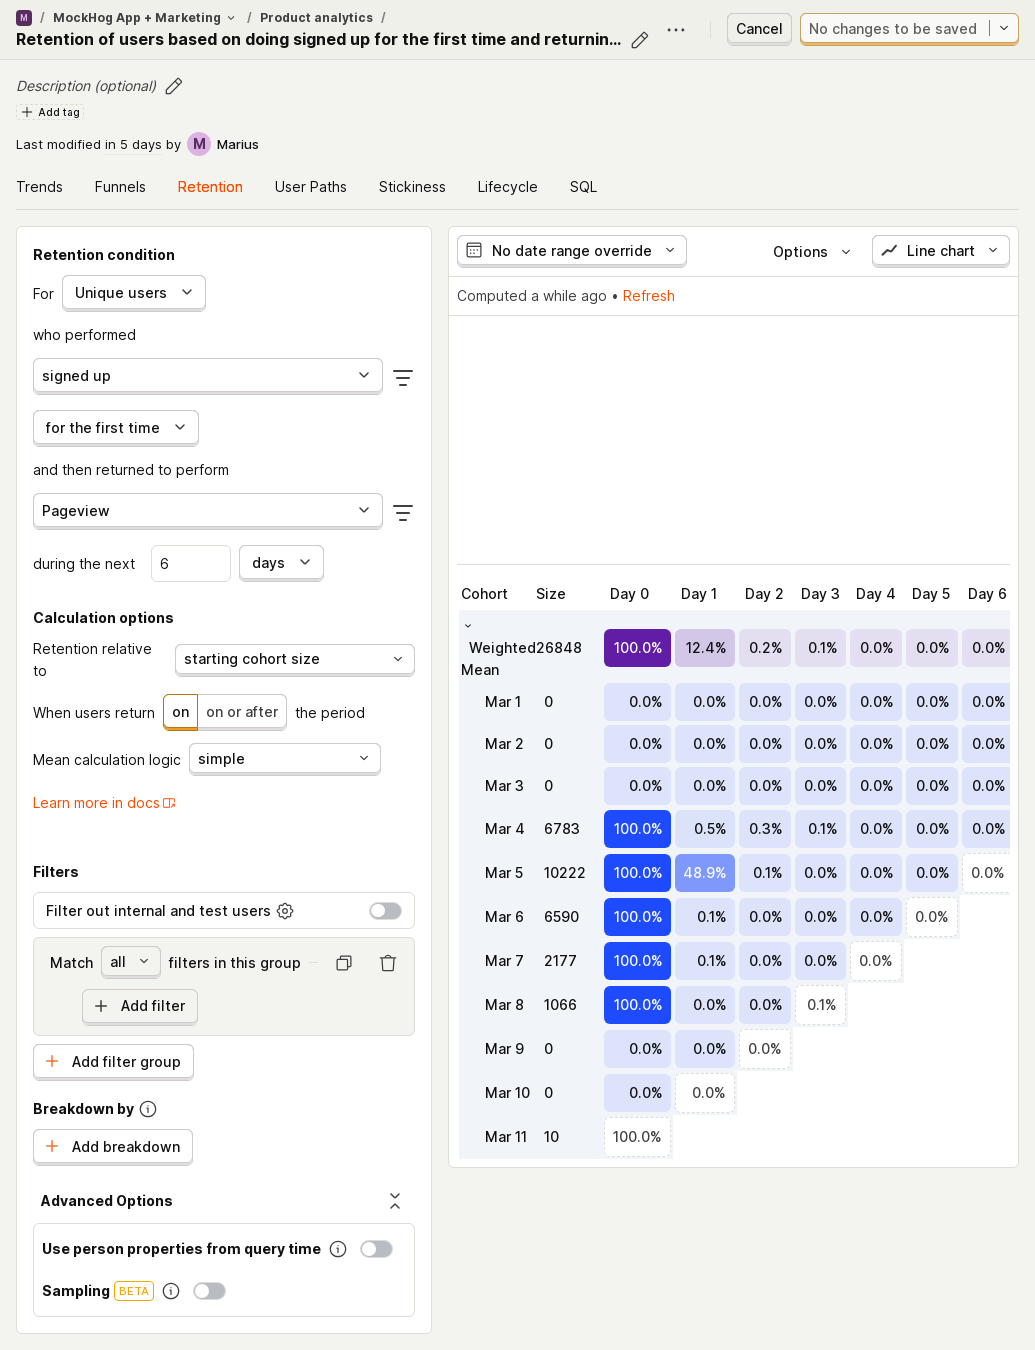 M / MockHog App + Marketing / Product analytics /
Retention of users based on doing signed up for the first time and returnin...
Cancel
No changes to be saved
Description (optional)
Add tag
Last modified in 5 days by M Marius
Trends Funnels Retention User Paths Stickiness Lifecycle SQL
Retention condition
For Unique users
who performed
signed up
for the first time
and then returned to perform
Pageview
during the next 6 days
Calculation options
Retention relative to starting cohort size
When users return on on or after the period
Mean calculation logic simple
Learn more in docs
Filters
Filter out internal and test users
Match all filters in this group
Add filter
Add filter group
Breakdown by
Add breakdown
Advanced Options
Use person properties from query time
Sampling BETA
No date range override Options Line chart
Computed a while ago • Refresh
Cohort Size Day 0 Day 1 Day 2 Day 3 Day 4 Day 5 Day 6
Weighted Mean 26848 100.0% 12.4% 0.2% 0.1% 0.0% 0.0% 0.0%
Mar 1 0 0.0% 0.0% 0.0% 0.0% 0.0% 0.0% 0.0%
Mar 2 0 0.0% 0.0% 0.0% 0.0% 0.0% 0.0% 0.0%
Mar 3 0 0.0% 0.0% 0.0% 0.0% 0.0% 0.0% 0.0%
Mar 4 6783 100.0% 0.5% 0.3% 0.1% 0.0% 0.0% 0.0%
Mar 5 10222 100.0% 48.9% 0.1% 0.0% 0.0% 0.0% 0.0%
Mar 6 6590 100.0% 0.1% 0.0% 0.0% 0.0% 0.0%
Mar 7 2177 100.0% 0.1% 0.0% 0.0% 0.0%
Mar 8 1066 100.0% 0.0% 0.0% 0.1%
Mar 9 0 0.0% 0.0% 0.0%
Mar 10 0 0.0% 0.0%
Mar 11 10 100.0%